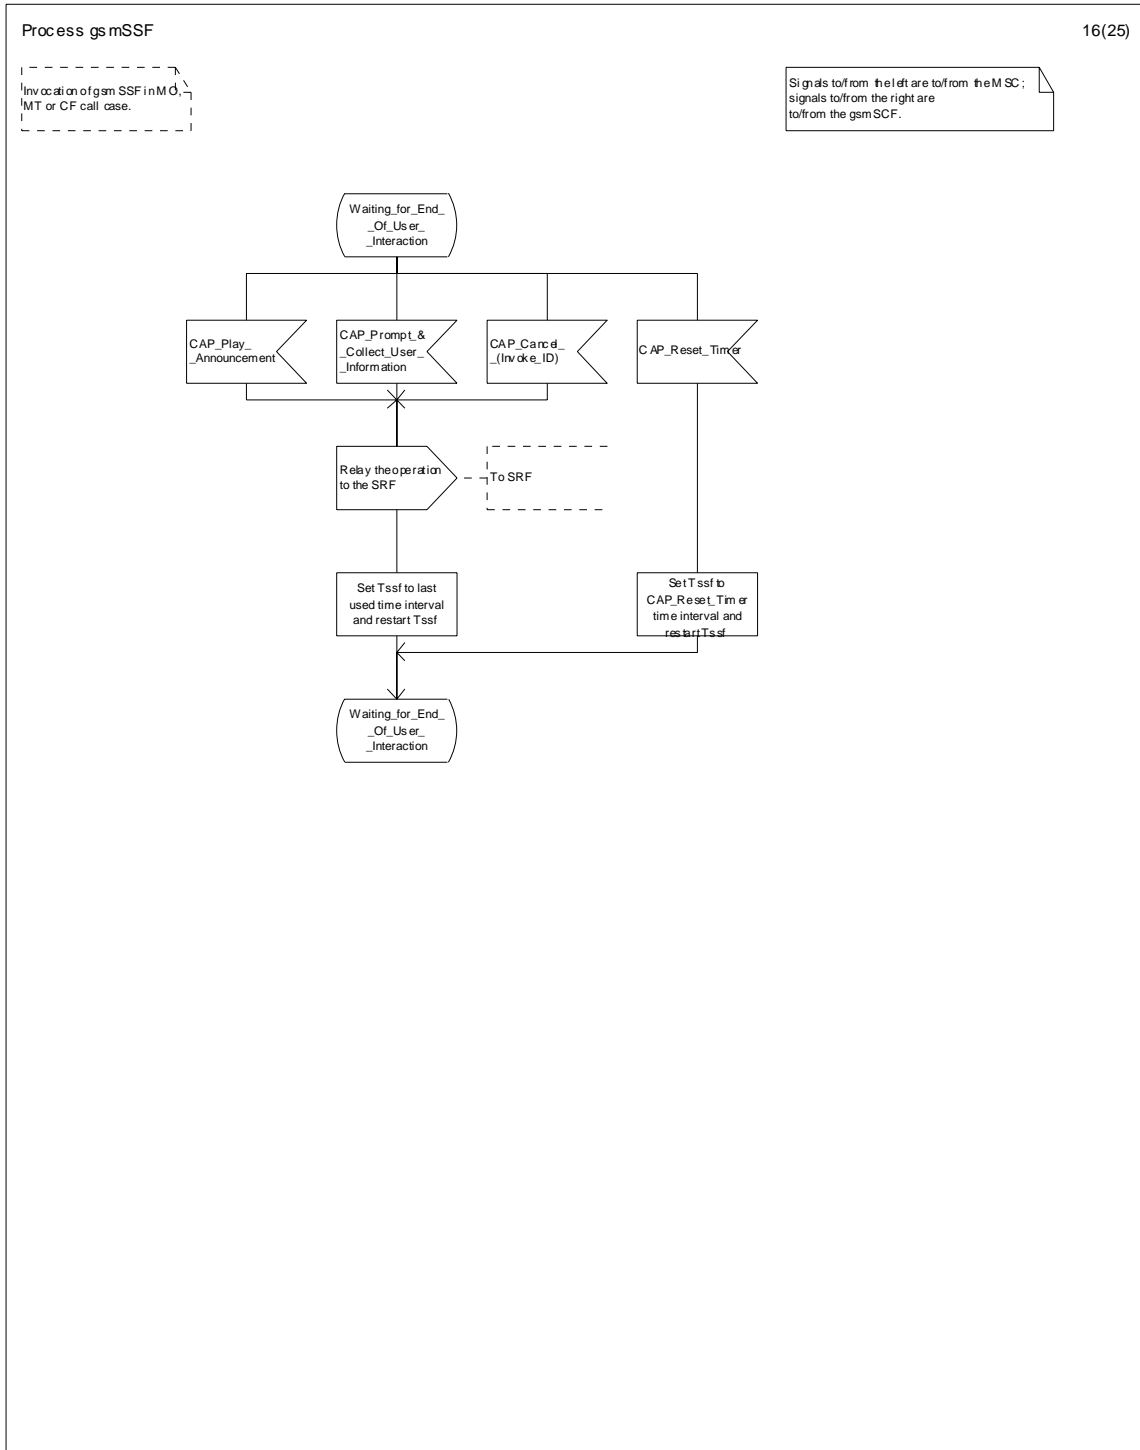 Process gsmSSF
16(25)
Invocation of gsmSSF in MO,
MT or CF call case.
Signals to/from the left are to/from the MSC;
signals to/from the right are
to/from the gsmSCF.
Waiting_for_End_
_Of_User_
_Interaction
CAP_Play_
_Announcement
CAP_Prompt_&
_Collect_User_
_Information
CAP_Cancel_
_(Invoke_ID)
CAP_Reset_Timer
Relay the operation
to the SRF
To SRF
Set Tssf to last
used time interval
and restart Tssf
Set Tssf to
CAP_Reset_Timer
time interval and
restart Tssf
Waiting_for_End_
_Of_User_
_Interaction